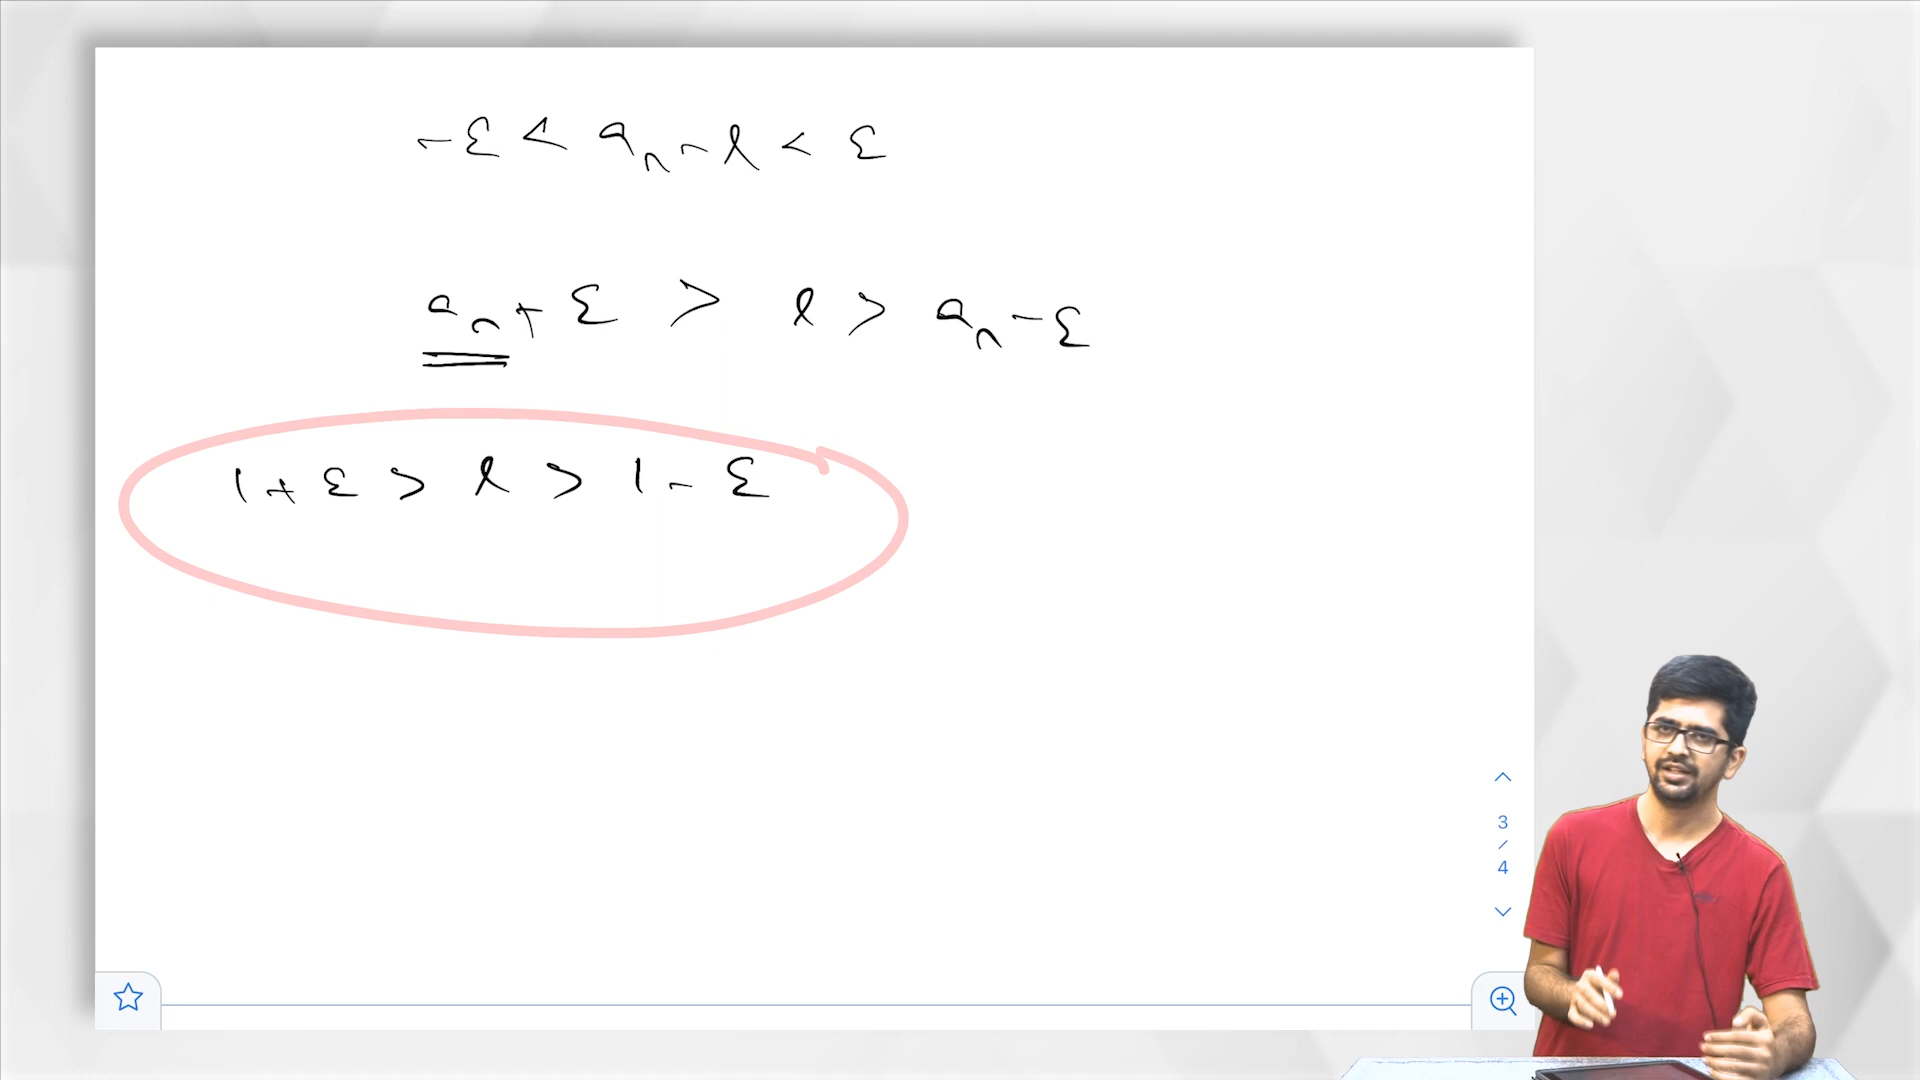 -ε < aₙ - l < ε
aₙ + ε > l > aₙ - ε
1 + ε > l > 1 - ε
3
/
4